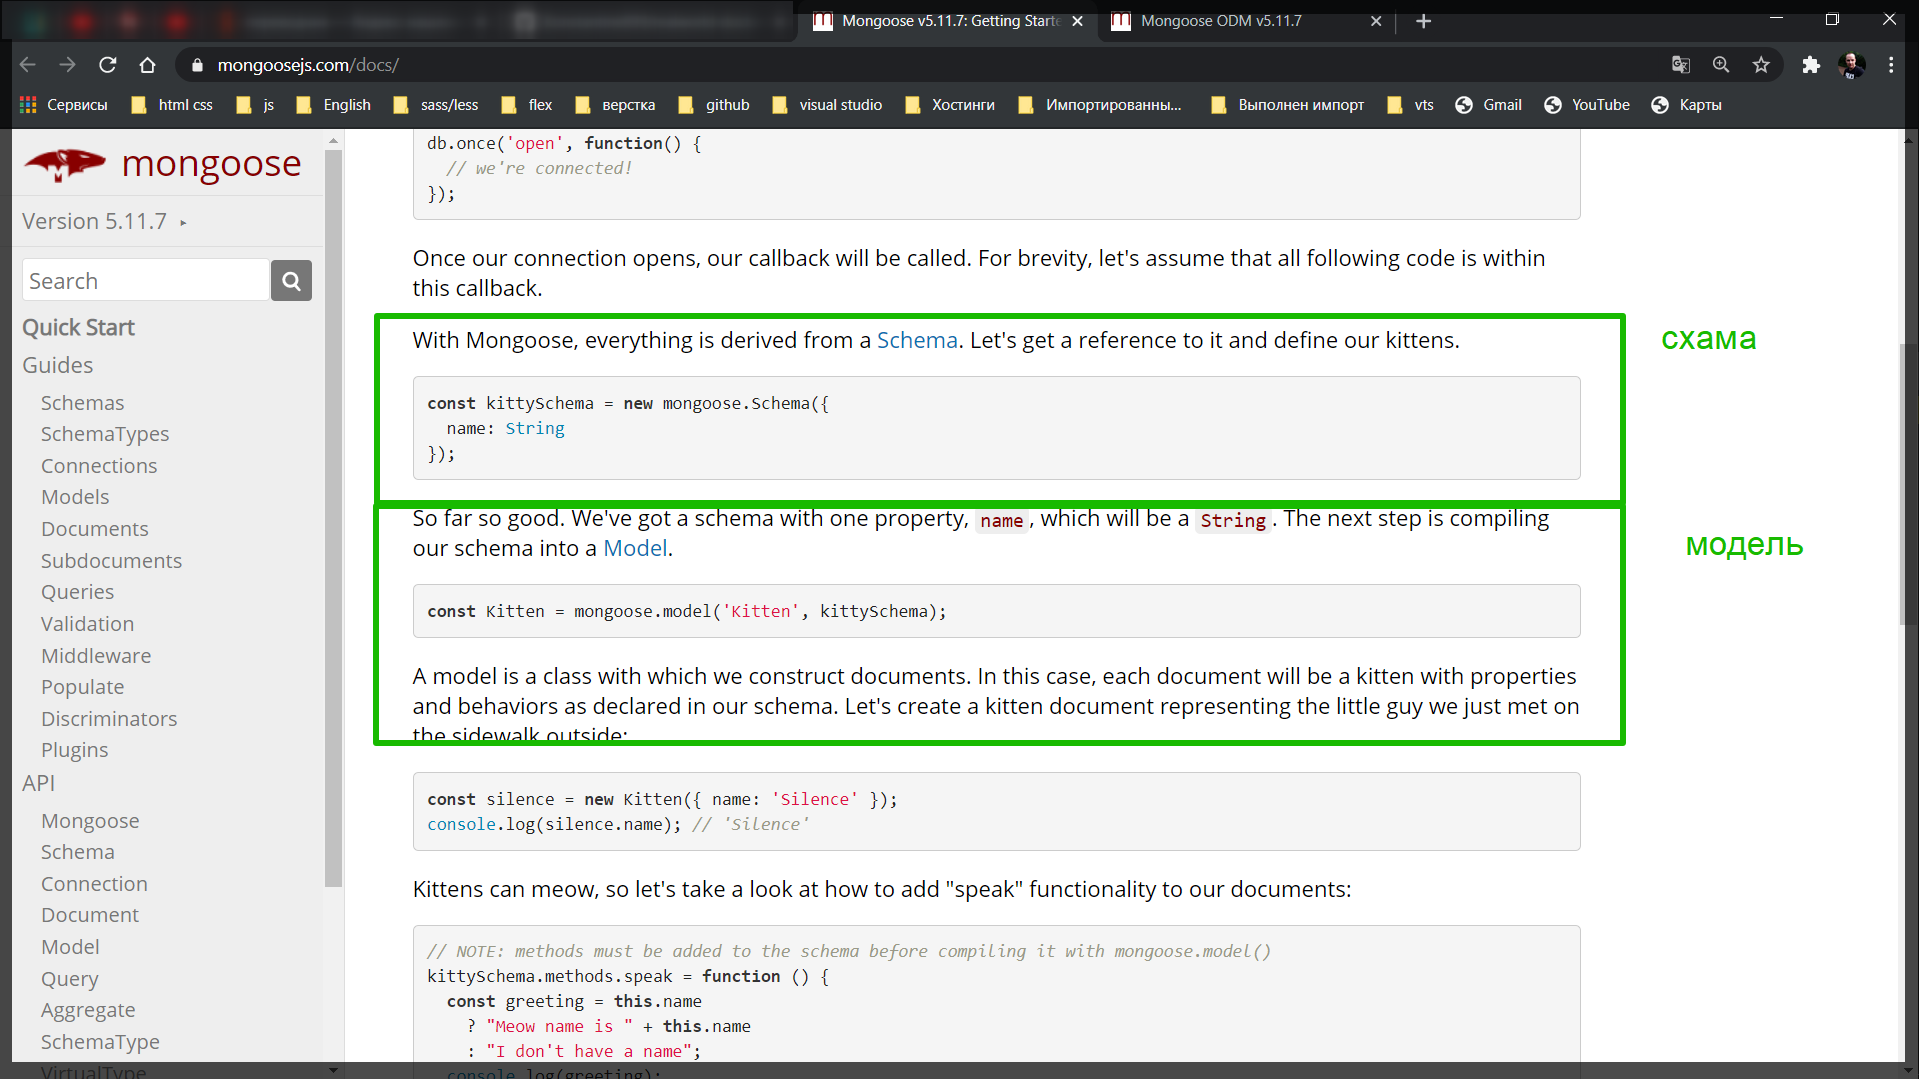 Mongoose v5.11.7: Getting Starte
Mongoose ODM v5.11.7
mongoosejs.com/docs/
Сервисы
html css
js
English
sass/less
flex
верстка
github
visual studio
Хостинги
Импортированны...
Выполнен импорт
vts
Gmail
YouTube
Карты
mongoose
Version 5.11.7
Search
Quick Start
Guides
Schemas
SchemaTypes
Connections
Models
Documents
Subdocuments
Queries
Validation
Middleware
Populate
Discriminators
Plugins
API
Mongoose
Schema
Connection
Document
Model
Query
Aggregate
SchemaType
VirtualType
db.once('open', function() {
// we're connected!
});
Once our connection opens, our callback will be called. For brevity, let's assume that all following code is within
this callback.
With Mongoose, everything is derived from a Schema. Let's get a reference to it and define our kittens.
схама
const kittySchema = new mongoose.Schema({
name: String
});
So far so good. We've got a schema with one property, name, which will be a String. The next step is compiling
our schema into a Model.
модель
const Kitten = mongoose.model('Kitten', kittySchema);
A model is a class with which we construct documents. In this case, each document will be a kitten with properties
and behaviors as declared in our schema. Let's create a kitten document representing the little guy we just met on
the sidewalk outside:
const silence = new Kitten({ name: 'Silence' });
console.log(silence.name); // 'Silence'
Kittens can meow, so let's take a look at how to add "speak" functionality to our documents:
// NOTE: methods must be added to the schema before compiling it with mongoose.model()
kittySchema.methods.speak = function () {
const greeting = this.name
? "Meow name is " + this.name
: "I don't have a name";
console.log(greeting);